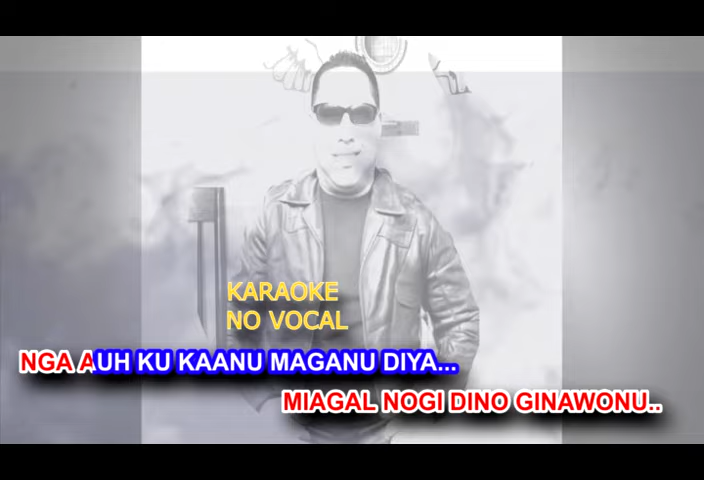 KARAOKE
NO VOCAL
NGA AUH KU KAANU MAGANU DIYA...
MIAGAL NOGI DINO GINAWONU..